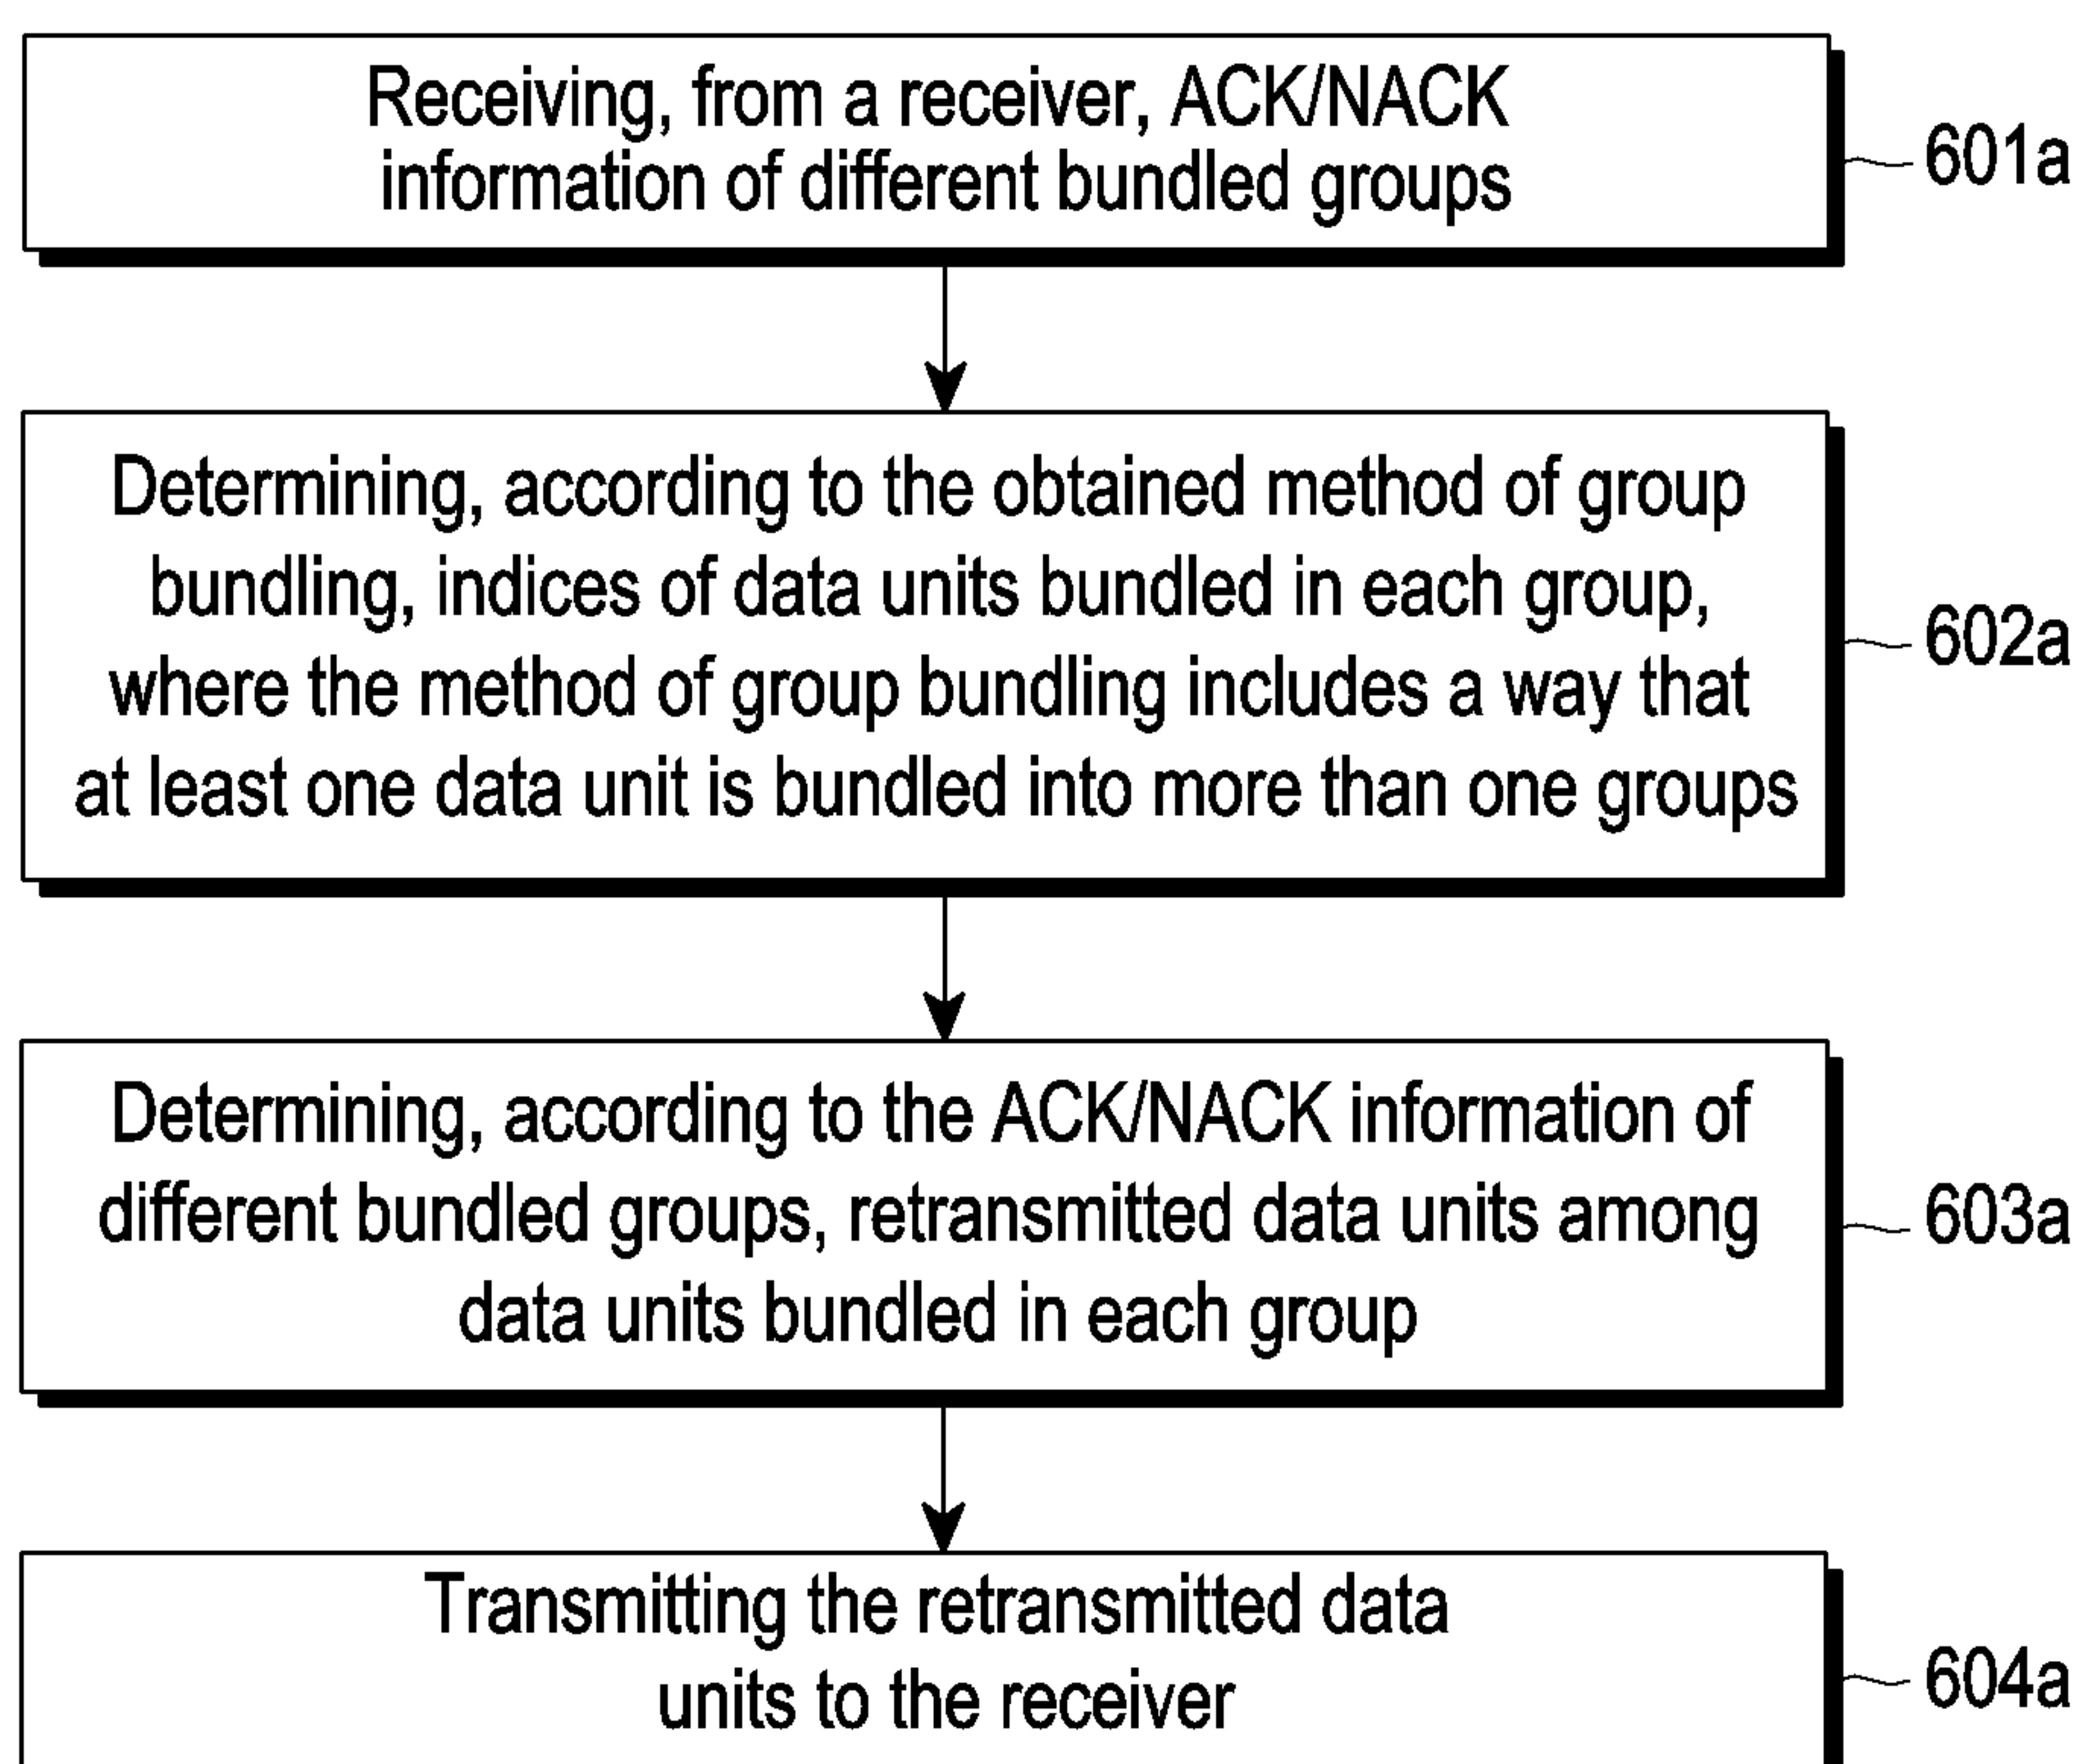 Receiving, from a receiver, ACK/NACK
information of different bundled groups
601a
Determining, according to the obtained method of group
bundling, indices of data units bundled in each group,
where the method of group bundling includes a way that
at least one data unit is bundled into more than one groups
602a
Determining, according to the ACK/NACK information of
different bundled groups, retransmitted data units among
data units bundled in each group
603a
Transmitting the retransmitted data
units to the receiver
604a